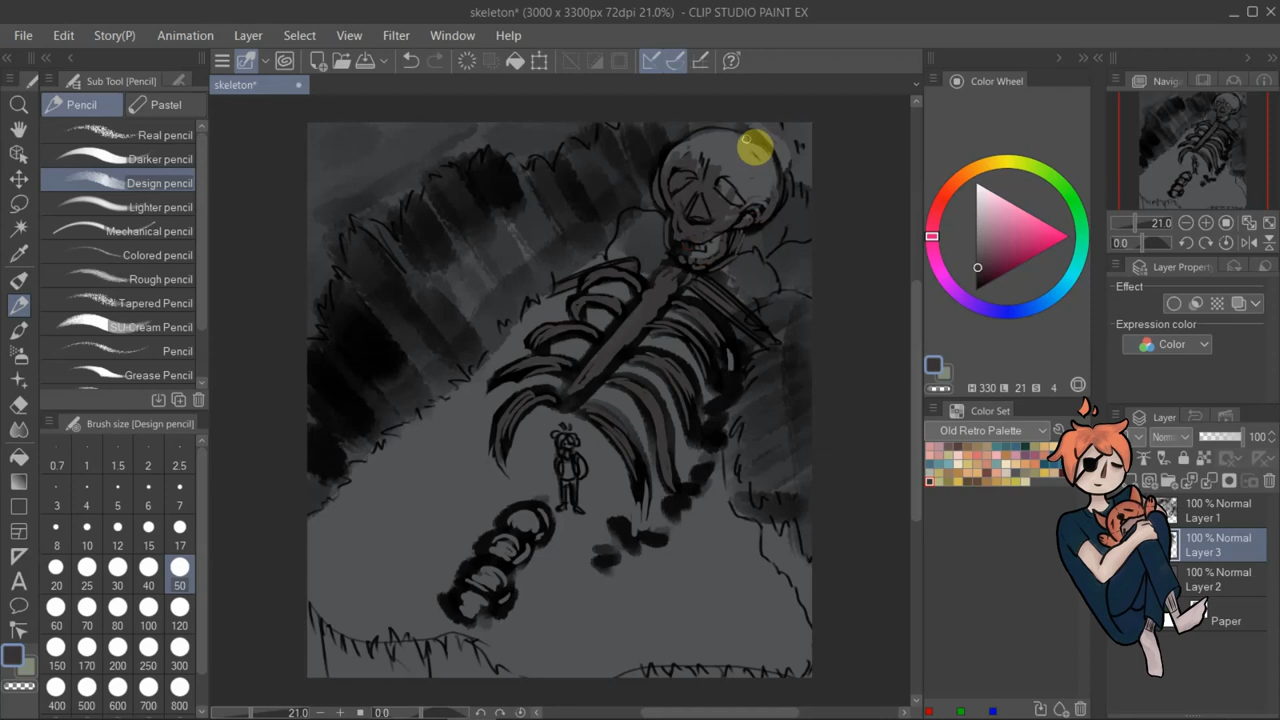 skeleton* (3000 x 3300px 72dpi 21.0%) - CLIP STUDIO PAINT EX
File Edit Story(P) Animation Layer Select View Filter Window Help
Sub Tool [Pencil]
Pencil Pastel
Real pencil
Darker pencil
Design pencil
Lighter pencil
Mechanical pencil
Colored pencil
Rough pencil
Tapered Pencil
SU-Cream Pencil
Pencil
Grease Pencil
Brush size [Design pencil]
0.7 1 1.5 2 2.5
3 4 5 6 7
8 10 12 15 17
20 25 30 40 50
60 70 80 100 120
150 170 200 250 300
400 500 600 700 800
skeleton*
21.0 0.0
Color Wheel
H 330 L 21 S 4
Color Set
Old Retro Palette
Navig
21.0
0.0
Layer Property
Effect
Expression color
Color
Layer
Norm 100
100 % Normal
Layer 1
100 % Normal
Layer 3
100 % Normal
Layer 2
Paper